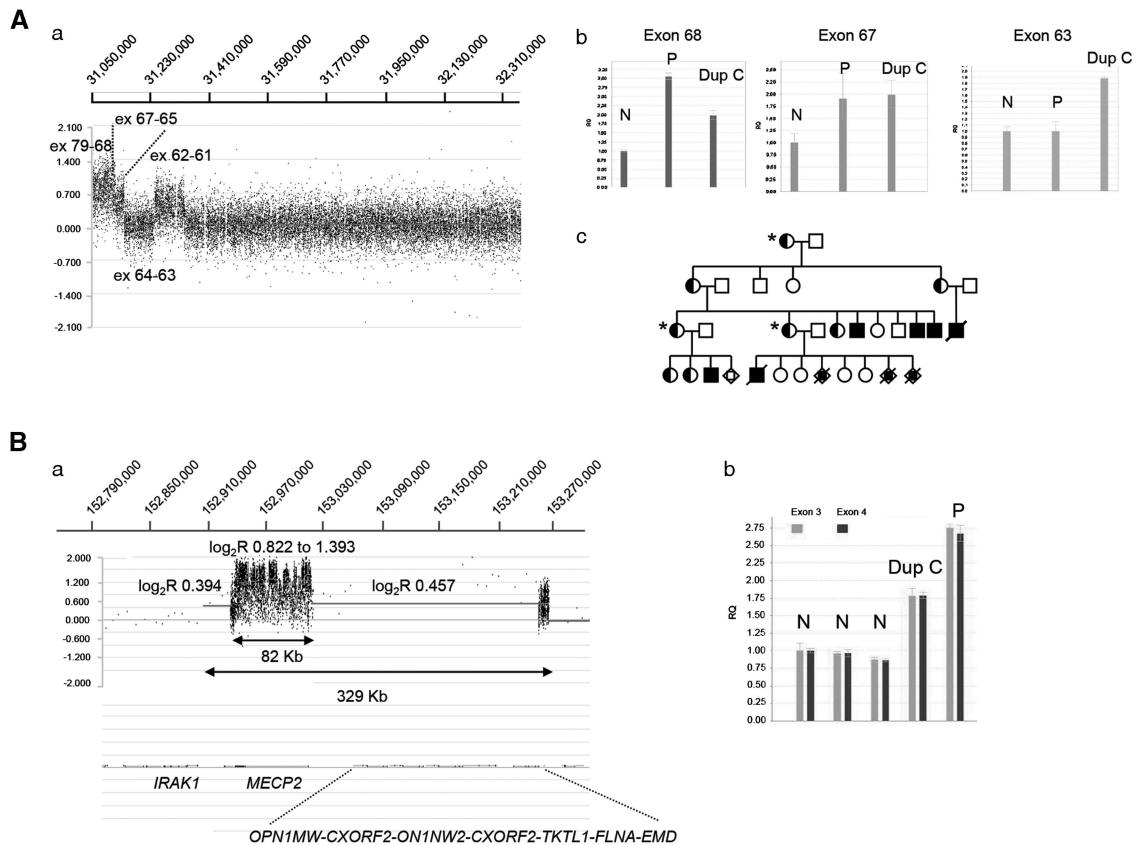 A
a
31,050,000
31,230,000
31,410,000
31,590,000
31,770,000
31,950,000
32,130,000
32,310,000
2.100
1.400
0.700
0.000
-0.700
-1.400
-2.100
ex 67-65
ex 79-68
ex 62-61
ex 64-63
b
Exon 68
N
P
Dup C
Exon 67
RQ
N
P
Dup C
Exon 63
N
P
Dup C
c
*
*
*
B
a
152,790,000
152,850,000
152,910,000
152,970,000
153,030,000
153,090,000
153,150,000
153,210,000
153,270,000
log2R 0.822 to 1.393
2.000
1.200
0.600
0.000
-0.600
-1.200
-2.000
log2R 0.394
log2R 0.457
82 Kb
329 Kb
IRAK1
MECP2
OPN1MW-CXORF2-ON1NW2-CXORF2-TKTL1-FLNA-EMD
b
Exon 3
Exon 4
RQ
2.75
2.50
2.25
2.00
1.75
1.50
1.25
1.00
0.75
0.50
0.25
0.00
N
N
N
Dup C
P